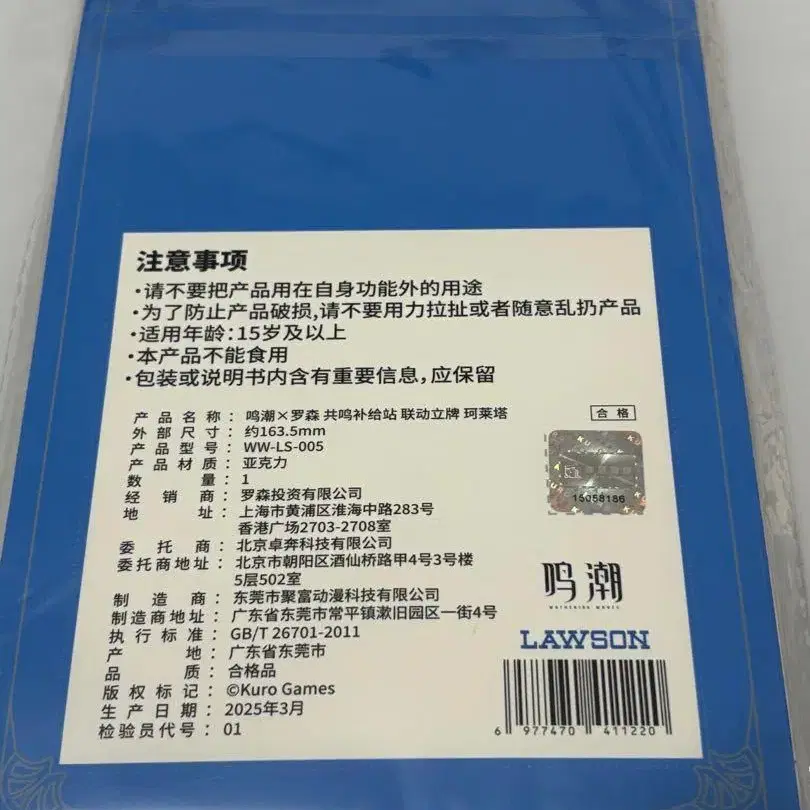 注意事项
·请不要把产品用在自身功能外的用途
·为了防止产品破损,请不要用力拉扯或者随意乱扔产品
·适用年龄:15岁及以上
·本产品不能食用
·包装或说明书内含有重要信息,应保留
产品名称：鸣潮×罗森 共鸣补给站 联动立牌 珂莱塔
合格
外部尺寸：约163.5mm
产品型号：WW-LS-005
产品材质：亚克力
数量：1
经销商：罗森投资有限公司
地址：上海市黄浦区淮海中路283号
香港广场2703-2708室
15058186
委托商：北京卓奔科技有限公司
委托商地址：北京市朝阳区酒仙桥路甲4号3号楼
5层502室
制造商：东莞市聚富动漫科技有限公司
制造商地址：广东省东莞市常平镇漱旧园区一街4号
执行标准：GB/T 26701-2011
产地：广东省东莞市
品质：合格品
版权标记：©Kuro Games
生产日期：2025年3月
检验员代号：01
鸣潮
WUTHERING WAVES
LAWSON
6 977470 411220